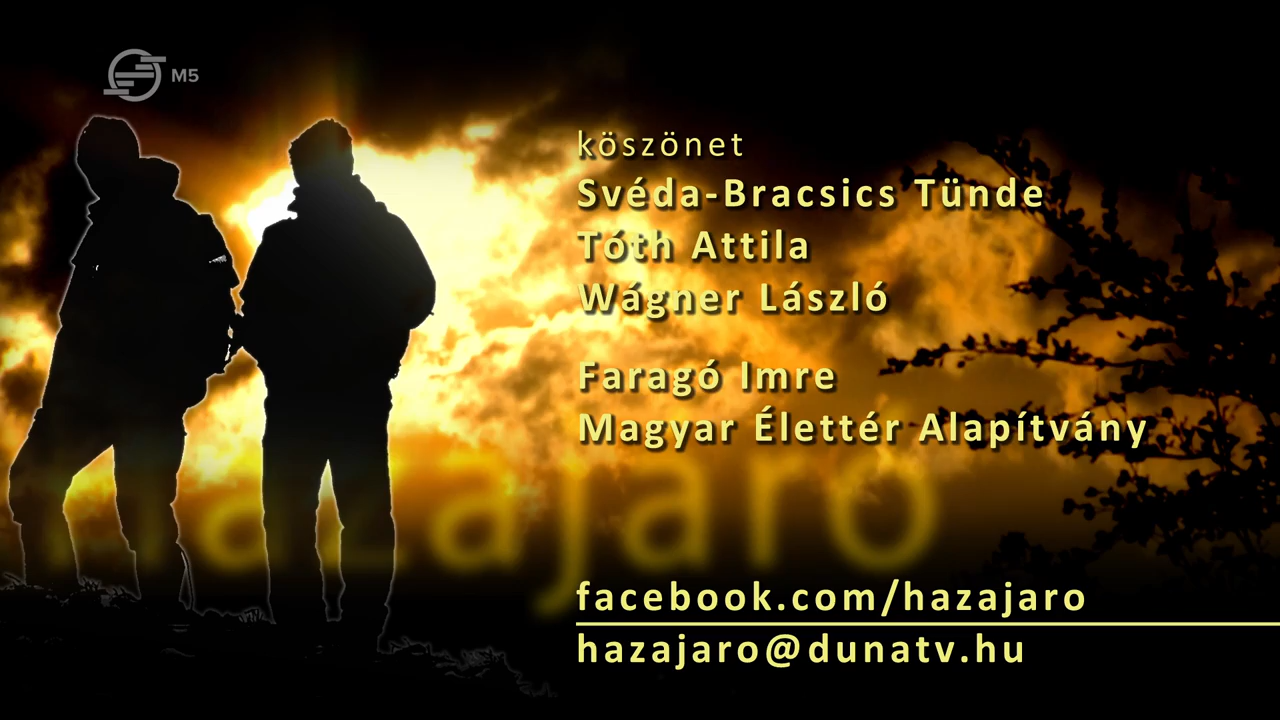 M5
köszönet
Svéda-Bracsics Tünde
Tóth Attila
Wágner László
Faragó Imre
Magyar Élettér Alapítvány
hazajáró
facebook.com/hazajaro
hazajaro@dunatv.hu